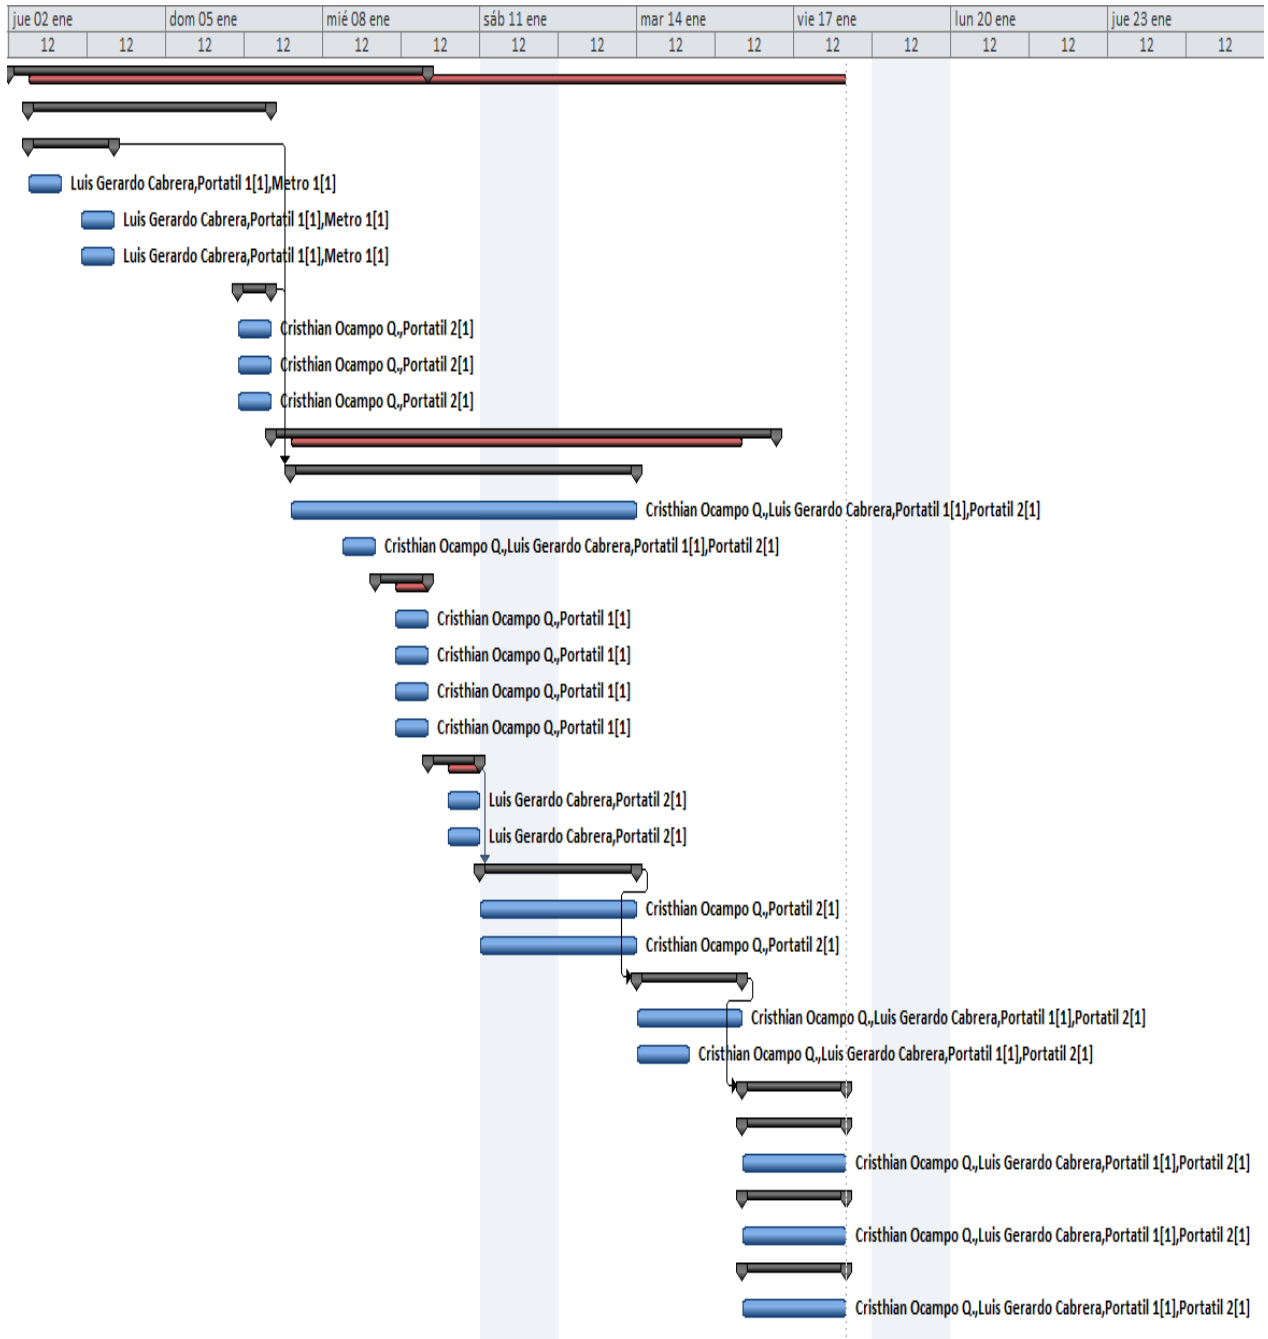 jue 02 ene dom 05 ene mié 08 ene sáb 11 ene mar 14 ene vie 17 ene lun 20 ene jue 23 ene
12 12 12 12 12 12 12 12 12 12 12 12 12 12 12 12
Luis Gerardo Cabrera,Portatil 1[1],Metro 1[1]
Luis Gerardo Cabrera,Portatil 1[1],Metro 1[1]
Luis Gerardo Cabrera,Portatil 1[1],Metro 1[1]
Cristhian Ocampo Q.,Portatil 2[1]
Cristhian Ocampo Q.,Portatil 2[1]
Cristhian Ocampo Q.,Portatil 2[1]
Cristhian Ocampo Q.,Luis Gerardo Cabrera,Portatil 1[1],Portatil 2[1]
Cristhian Ocampo Q.,Luis Gerardo Cabrera,Portatil 1[1],Portatil 2[1]
Cristhian Ocampo Q.,Portatil 1[1]
Cristhian Ocampo Q.,Portatil 1[1]
Cristhian Ocampo Q.,Portatil 1[1]
Cristhian Ocampo Q.,Portatil 1[1]
Luis Gerardo Cabrera,Portatil 2[1]
Luis Gerardo Cabrera,Portatil 2[1]
Cristhian Ocampo Q.,Portatil 2[1]
Cristhian Ocampo Q.,Portatil 2[1]
Cristhian Ocampo Q.,Luis Gerardo Cabrera,Portatil 1[1],Portatil 2[1]
Cristhian Ocampo Q.,Luis Gerardo Cabrera,Portatil 1[1],Portatil 2[1]
Cristhian Ocampo Q.,Luis Gerardo Cabrera,Portatil 1[1],Portatil 2[1]
Cristhian Ocampo Q.,Luis Gerardo Cabrera,Portatil 1[1],Portatil 2[1]
Cristhian Ocampo Q.,Luis Gerardo Cabrera,Portatil 1[1],Portatil 2[1]